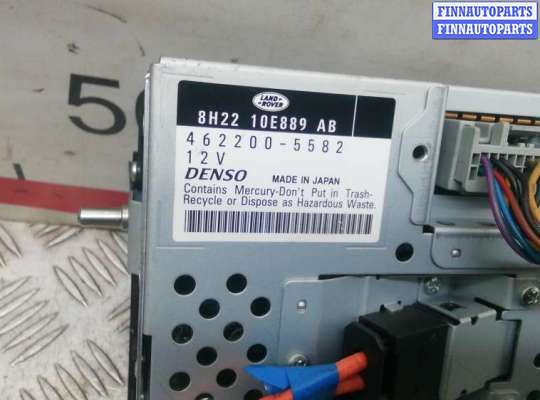 FINNAUTOPARTS
FINNAUTOPARTS
50
LAND
ROVER
8H22 10E889 AB
462200-5582
12V
DENSO MADE IN JAPAN
Contains Mercury-Don't Put in Trash-
Recycle or Dispose as Hazardous Waste.